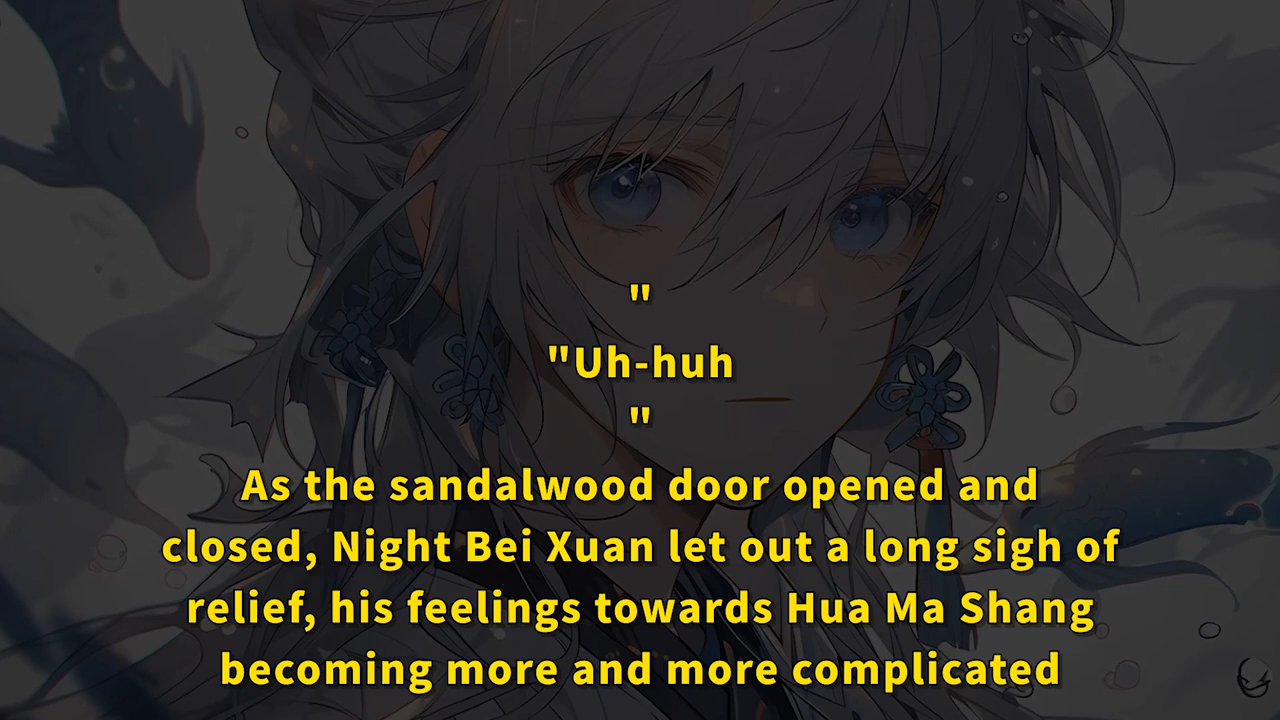 "
"Uh-huh
"
As the sandalwood door opened and
closed, Night Bei Xuan let out a long sigh of
relief, his feelings towards Hua Ma Shang
becoming more and more complicated